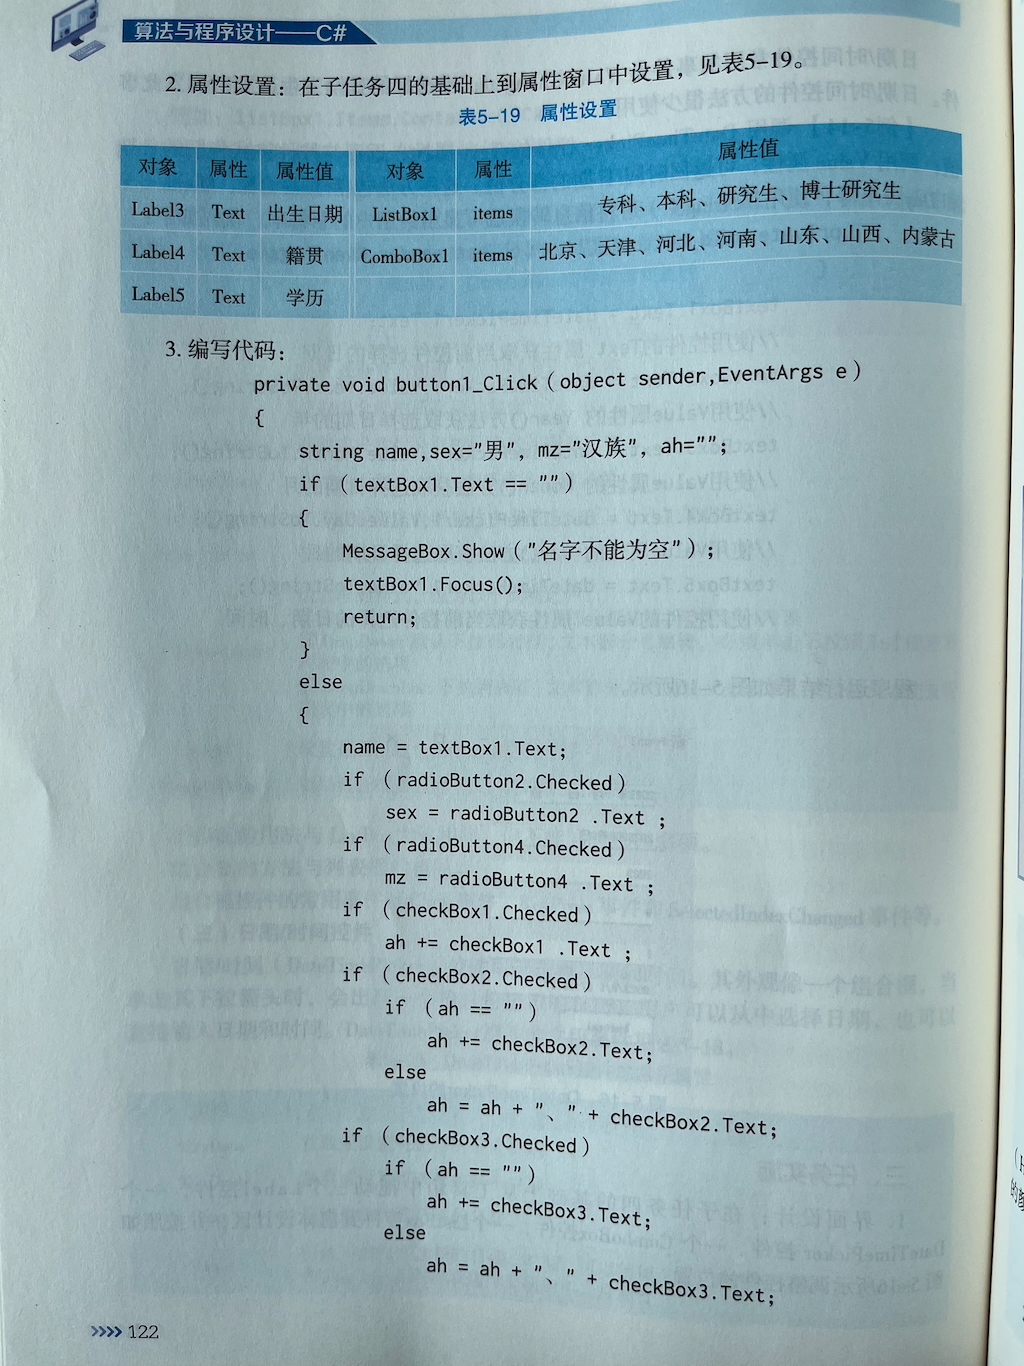 算法与程序设计——C#
2. 属性设置：在子任务四的基础上到属性窗口中设置，见表5-19。
表5-19 属性设置
对象 属性 属性值 对象 属性 属性值
Label3 Text 出生日期 ListBox1 items 专科、本科、研究生、博士研究生
Label4 Text 籍贯 ComboBox1 items 北京、天津、河北、河南、山东、山西、内蒙古
Label5 Text 学历
3. 编写代码：
private void button1_Click（object sender,EventArgs e）
{
string name,sex="男", mz="汉族", ah="";
if （textBox1.Text == ""）
{
MessageBox.Show（"名字不能为空"）;
textBox1.Focus();
return;
}
else
{
name = textBox1.Text;
if （radioButton2.Checked）
sex = radioButton2 .Text ;
if （radioButton4.Checked）
mz = radioButton4 .Text ;
if （checkBox1.Checked）
ah += checkBox1 .Text ;
if （checkBox2.Checked）
if （ah == ""）
ah += checkBox2.Text;
else
ah = ah + "、" + checkBox2.Text;
if （checkBox3.Checked）
if （ah == ""）
ah += checkBox3.Text;
else
ah = ah + "、" + checkBox3.Text;
>>>> 122